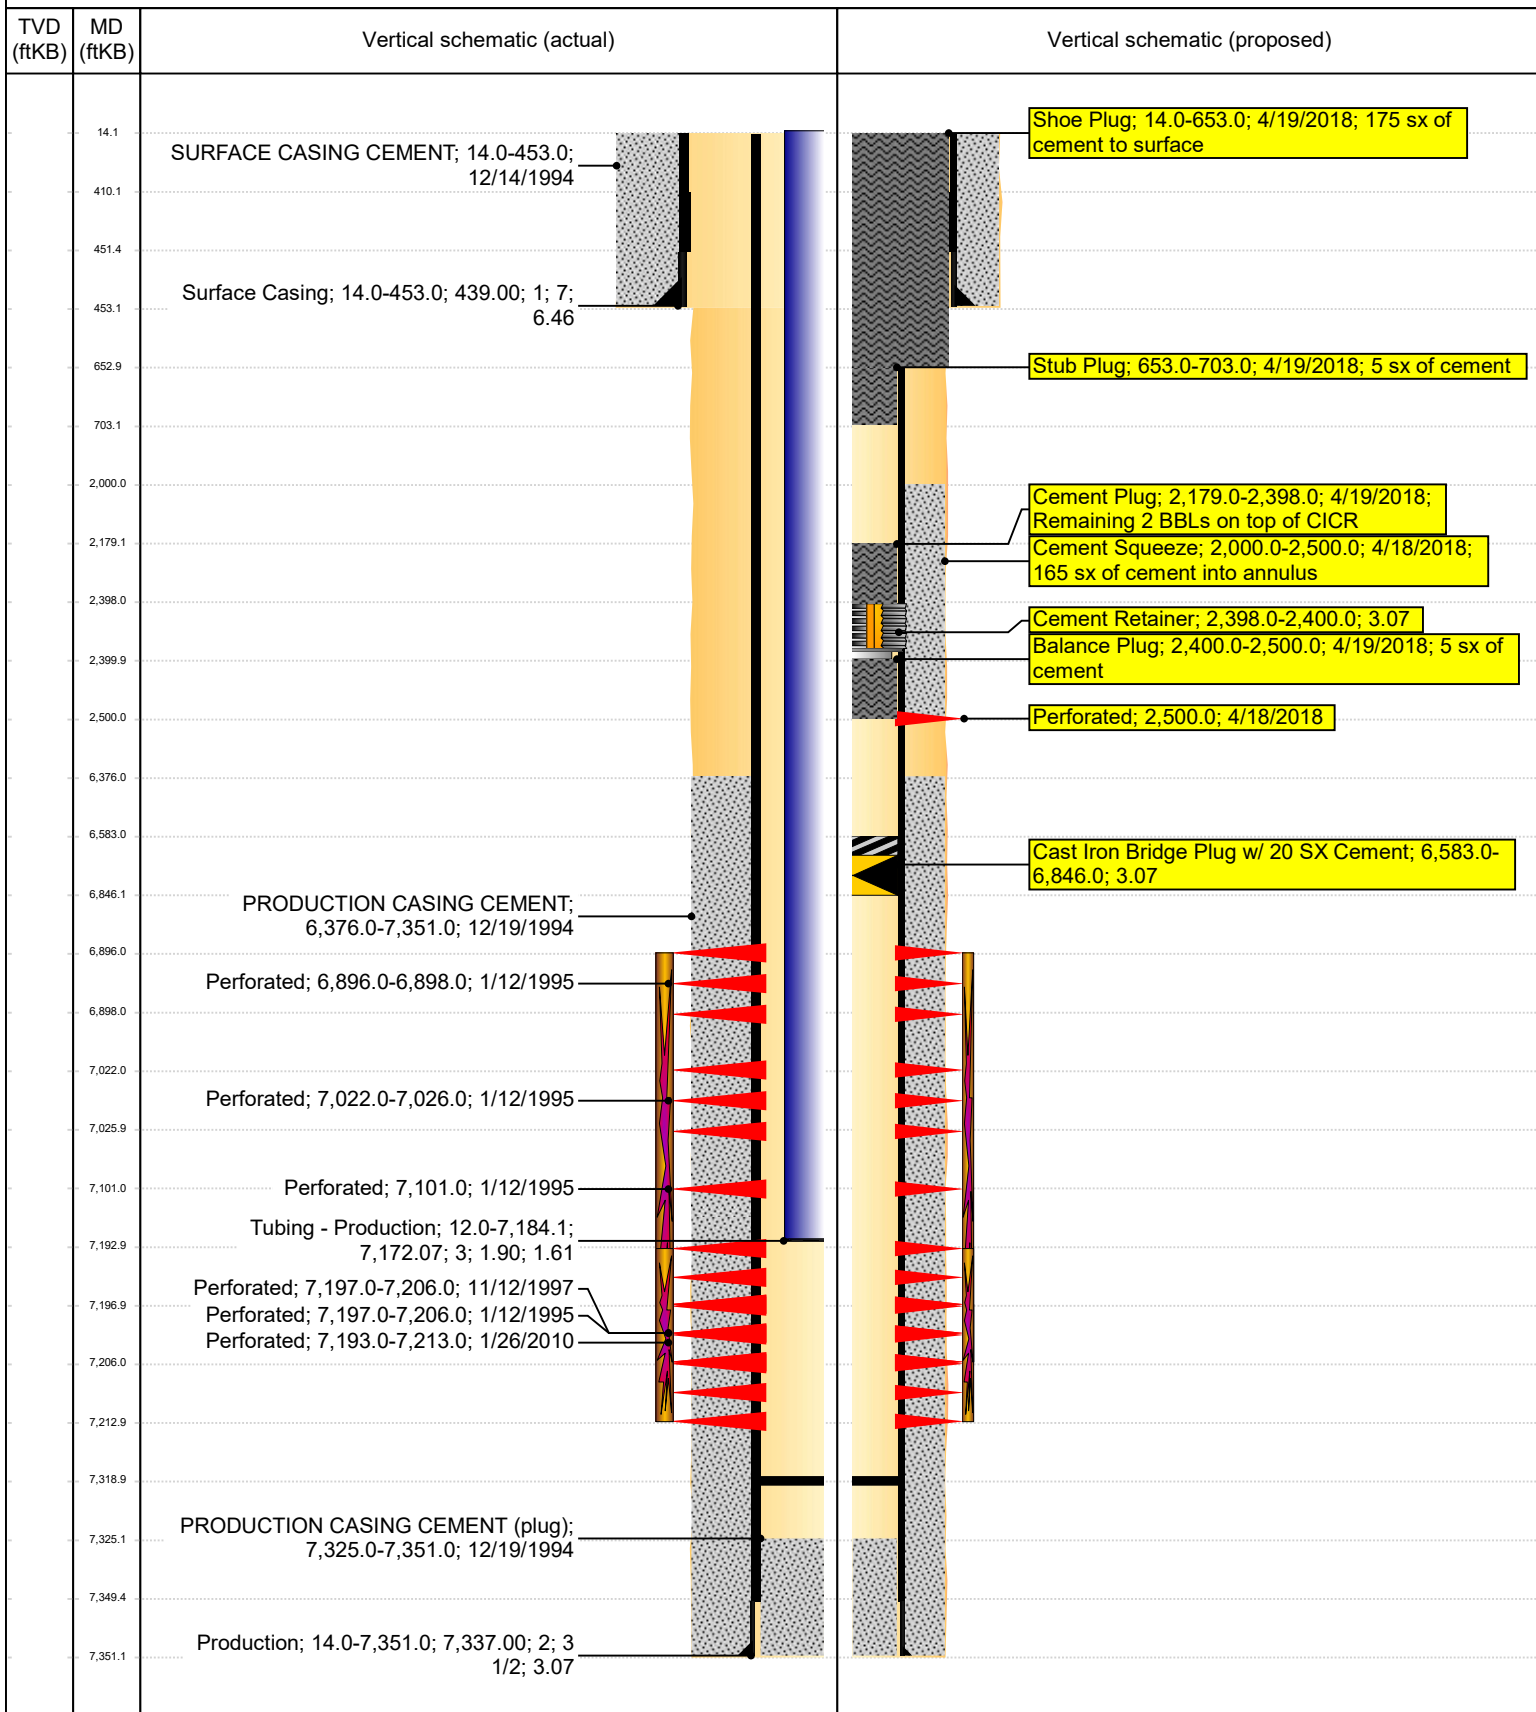 TVD
(ftKB)
MD
(ftKB)
Vertical schematic (actual)
Vertical schematic (proposed)
14.1
410.1
451.4
453.1
652.9
703.1
2,000.0
2,179.1
2,398.0
2,399.9
2,500.0
6,376.0
6,583.0
6,846.1
6,896.0
6,898.0
7,022.0
7,025.9
7,101.0
7,192.9
7,196.9
7,206.0
7,212.9
7,318.9
7,325.1
7,349.4
7,351.1
SURFACE CASING CEMENT; 14.0-453.0;
12/14/1994
Surface Casing; 14.0-453.0; 439.00; 1; 7;
6.46
PRODUCTION CASING CEMENT;
6,376.0-7,351.0; 12/19/1994
Perforated; 6,896.0-6,898.0; 1/12/1995
Perforated; 7,022.0-7,026.0; 1/12/1995
Perforated; 7,101.0; 1/12/1995
Tubing - Production; 12.0-7,184.1;
7,172.07; 3; 1.90; 1.61
Perforated; 7,197.0-7,206.0; 11/12/1997
Perforated; 7,197.0-7,206.0; 1/12/1995
Perforated; 7,193.0-7,213.0; 1/26/2010
PRODUCTION CASING CEMENT (plug);
7,325.0-7,351.0; 12/19/1994
Production; 14.0-7,351.0; 7,337.00; 2; 3
1/2; 3.07
Shoe Plug; 14.0-653.0; 4/19/2018; 175 sx of
cement to surface
Stub Plug; 653.0-703.0; 4/19/2018; 5 sx of cement
Cement Plug; 2,179.0-2,398.0; 4/19/2018;
Remaining 2 BBLs on top of CICR
Cement Squeeze; 2,000.0-2,500.0; 4/18/2018;
165 sx of cement into annulus
Cement Retainer; 2,398.0-2,400.0; 3.07
Balance Plug; 2,400.0-2,500.0; 4/19/2018; 5 sx of
cement
Perforated; 2,500.0; 4/18/2018
Cast Iron Bridge Plug w/ 20 SX Cement; 6,583.0-
6,846.0; 3.07